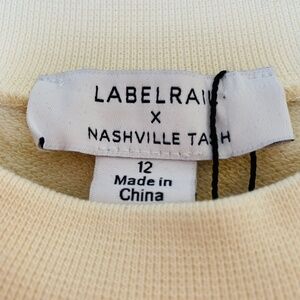 LABELRAIL
X
NASHVILLE TASH
12
Made in
China